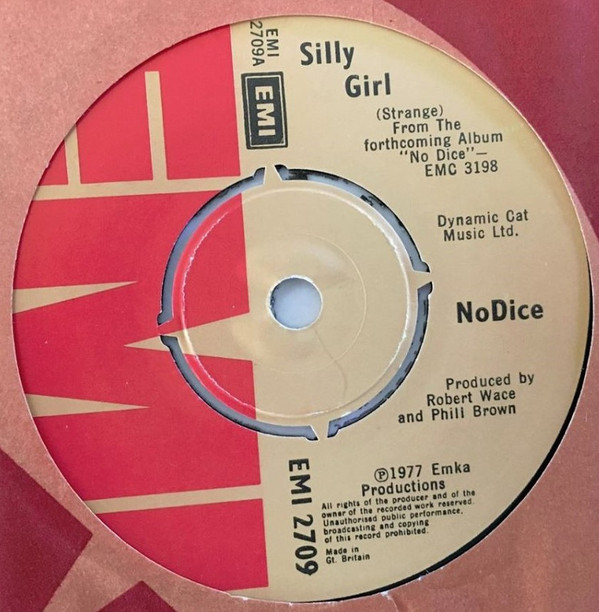 EMI
2709A
EMI
Silly
Girl
(Strange)
From The
forthcoming Album
"No Dice"—
EMC 3198
Dynamic Cat
Music Ltd.
NoDice
Produced by
Robert Wace
and Phill Brown
Ⓟ1977 Emka
Productions
All rights of the producer and of the
owner of the recorded work reserved.
Unauthorised public performance,
broadcasting and copying
of this record prohibited.
Made in
Gt. Britain
EMI 2709
EMI